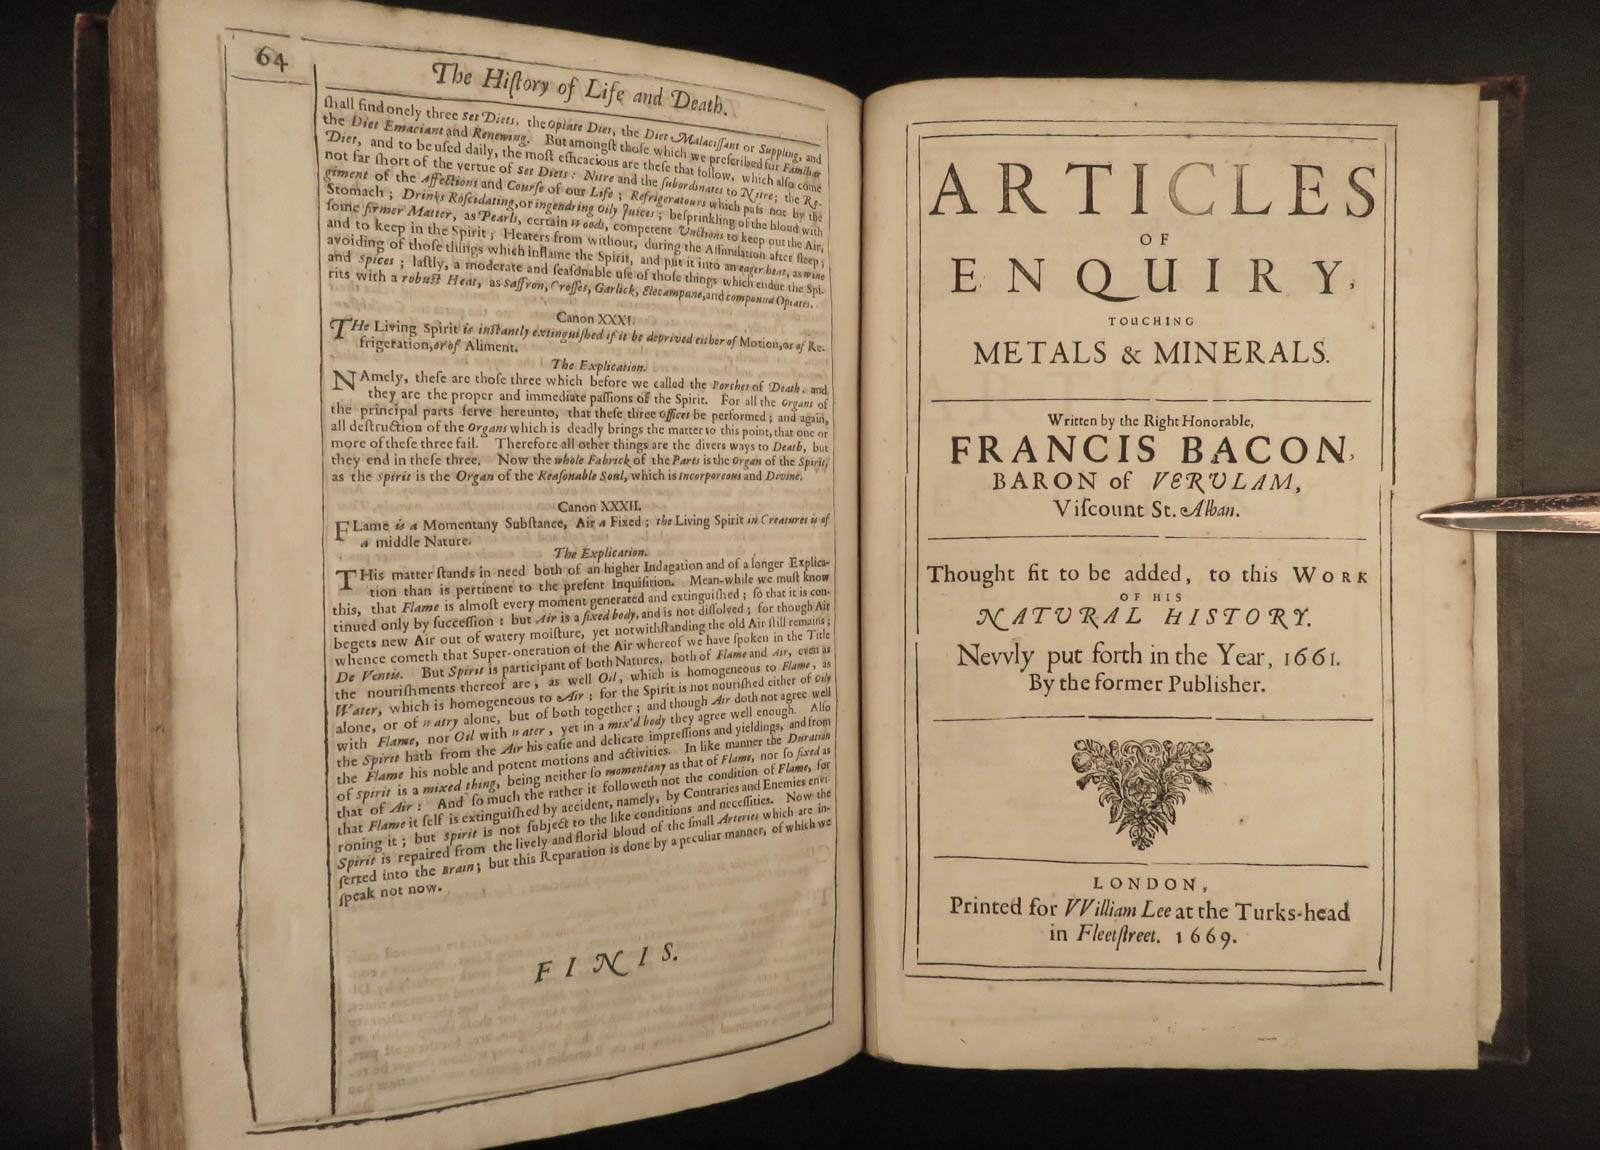 64
The Hiſtory of Life and Death.
ſhall find onely three Set Diets, the Opiate Diet, the Diet Malaciſſant or Suppling, and
the Diet Emaciant and Renewing. But amongſt thoſe which we preſcribed for Familiar
Diet, and to be uſed daily, the moſt efficacious are theſe that follow, which alſo come
not far ſhort of the vertue of Set Diets: Nitre and the ſubordinates to Nitre; the Re-
giment of the Affections and Courſe of our Life; Refrigeratours which paſs not by the
Stomach; Drinks Roſcidating, or ingendring Oily Juices; beſprinkling of the bloud with
ſome firmer Matter, as Pearls, certain Woods, competent Unctions to keep out the Air,
and to keep in the Spirit; Heaters from without, during the Aſſimilation after ſleep;
avoiding of thoſe things which inflame the Spirit, and put it into an eager heat, as wine
and Spices; laſtly, a moderate and ſeaſonable uſe of thoſe things which endue the Spi-
rits with a robuſt Heat, as Saffron, Croſſes, Garlick, Elecampane, and compound Opiates.
Canon XXXI.
THe Living Spirit is inſtantly extinguiſhed if it be deprived either of Motion, or of Re-
frigeration, or of Aliment.
The Explication.
NAmely, theſe are thoſe three which before we called the Porches of Death, and
they are the proper and immediate paſſions of the Spirit. For all the Organs of
the principal parts ſerve hereunto, that theſe three offices be performed; and again,
all deſtruction of the Organs which is deadly brings the matter to this point, that one or
more of theſe three fail. Therefore all other things are the divers ways to Death, but
they end in theſe three. Now the whole Fabrick of the Parts is the Organ of the Spirit,
as the Spirit is the Organ of the Reaſonable Soul, which is Incorporeous and Divine.
Canon XXXII.
FLame is a Momentany Subſtance, Air a Fixed; the Living Spirit in Creatures is of
a middle Nature.
The Explication.
THis matter ſtands in need both of an higher Indagation and of a longer Explica-
tion than is pertinent to the preſent Inquiſition. Mean-while we muſt know
this, that Flame is almoſt every moment generated and extinguiſhed; ſo that it is con-
tinued only by ſucceſſion: but Air is a fixed body, and is not diſſolved; for though Air
begets new Air out of watery moiſture, yet notwithſtanding the old Air ſtill remains;
whence cometh that Super-oneration of the Air whereof we have ſpoken in the Title
De Ventis. But Spirit is participant of both Natures, both of Flame and Air, even as
the nouriſhments thereof are, as well Oil, which is homogeneous to Flame, as
Water, which is homogeneous to Air: for the Spirit is not nouriſhed either of Oily
alone, or of watry alone, but of both together; and though Air doth not agree well
with Flame, nor Oil with water, yet in a mix'd body they agree well enough. Alſo
the Spirit hath from the Air his eaſie and delicate impreſſions and yieldings, and from
the Flame his noble and potent motions and activities. In like manner the Duration
of Spirit is a mixed thing, being neither ſo momentany as that of Flame, nor ſo fixed as
that of Air: And ſo much the rather it followeth not the condition of Flame, for
that Flame it ſelf is extinguiſhed by accident, namely, by Contraries and Enemies envi-
roning it; but Spirit is not ſubject to the like conditions and neceſſities. Now the
Spirit is repaired from the lively and florid bloud of the ſmall Arteries which are in-
ſerted into the Brain; but this Reparation is done by a peculiar manner, of which we
ſpeak not now.
FINIS.
ARTICLES
OF
ENQUIRY,
TOUCHING
METALS & MINERALS.
Written by the Right Honorable,
FRANCIS BACON,
BARON of VERULAM,
Viſcount St. Alban.
Thought fit to be added, to this WORK
OF HIS
NATURAL HISTORY.
Nevvly put forth in the Year, 1661.
By the former Publisher.
LONDON,
Printed for VVilliam Lee at the Turks-head
in Fleetſtreet. 1669.